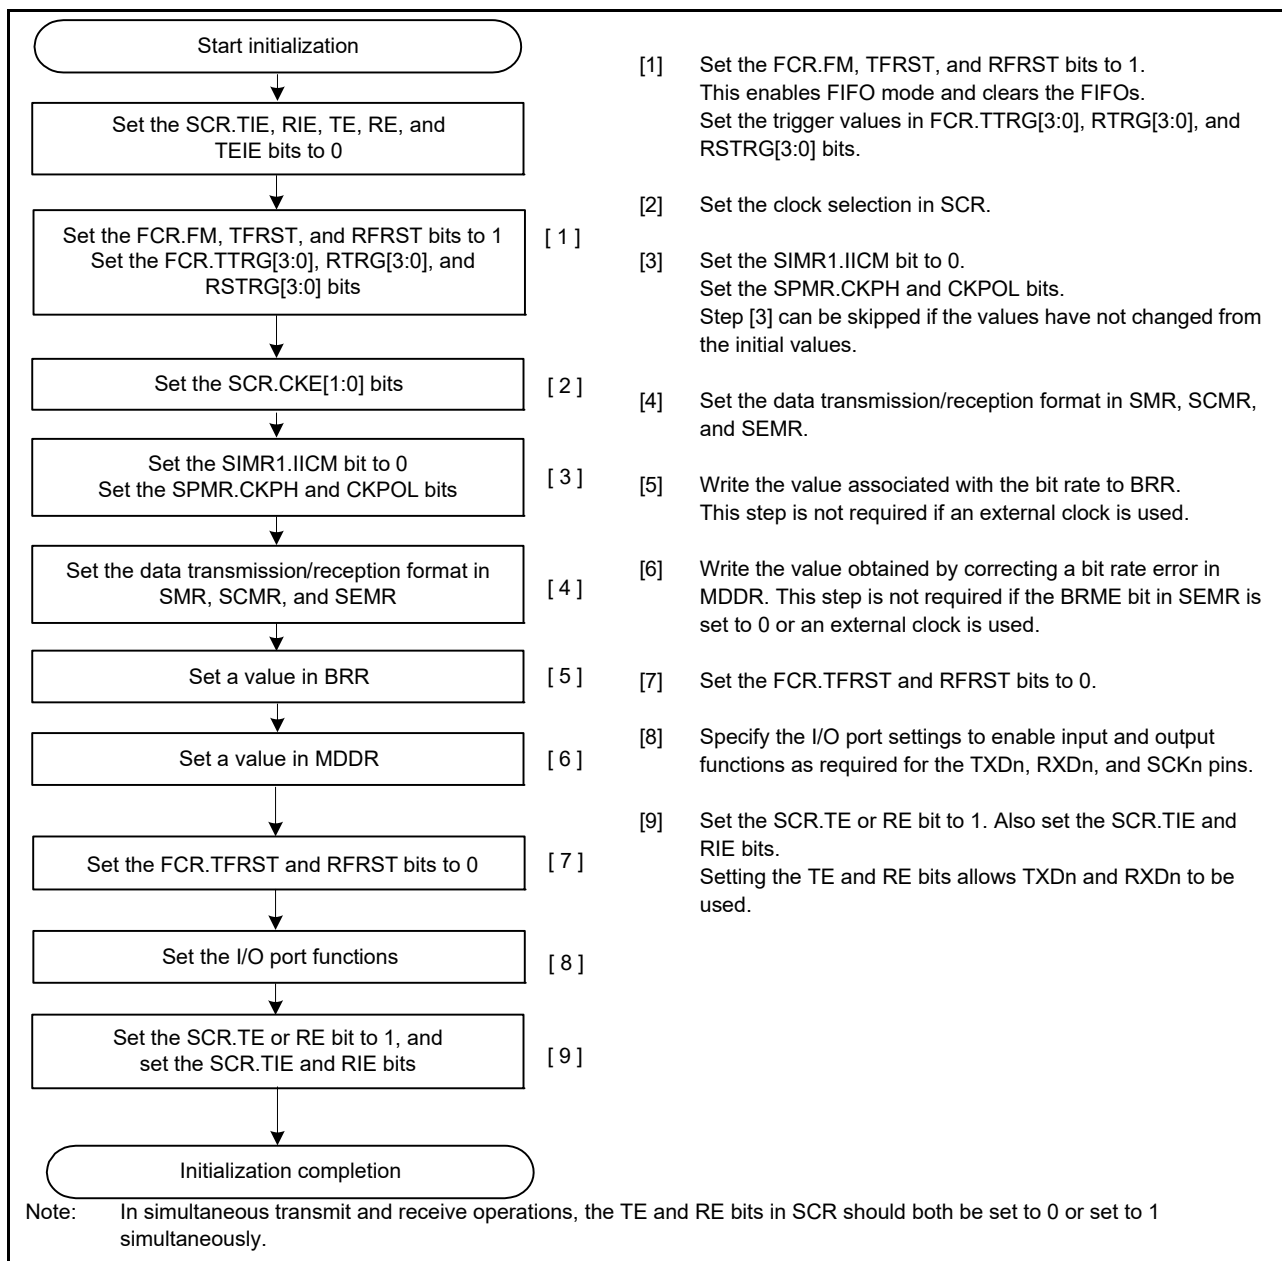 Start initialization
Set the SCR.TIE, RIE, TE, RE, and
TEIE bits to 0
Set the FCR.FM, TFRST, and RFRST bits to 1
Set the FCR.TTRG[3:0], RTRG[3:0], and
RSTRG[3:0] bits
[ 1 ]
Set the SCR.CKE[1:0] bits
[ 2 ]
Set the SIMR1.IICM bit to 0
Set the SPMR.CKPH and CKPOL bits
[ 3 ]
Set the data transmission/reception format in
SMR, SCMR, and SEMR
[ 4 ]
Set a value in BRR
[ 5 ]
Set a value in MDDR
[ 6 ]
Set the FCR.TFRST and RFRST bits to 0
[ 7 ]
Set the I/O port functions
[ 8 ]
Set the SCR.TE or RE bit to 1, and
set the SCR.TIE and RIE bits
[ 9 ]
Initialization completion
[1] Set the FCR.FM, TFRST, and RFRST bits to 1.
This enables FIFO mode and clears the FIFOs.
Set the trigger values in FCR.TTRG[3:0], RTRG[3:0], and
RSTRG[3:0] bits.
[2] Set the clock selection in SCR.
[3] Set the SIMR1.IICM bit to 0.
Set the SPMR.CKPH and CKPOL bits.
Step [3] can be skipped if the values have not changed from
the initial values.
[4] Set the data transmission/reception format in SMR, SCMR,
and SEMR.
[5] Write the value associated with the bit rate to BRR.
This step is not required if an external clock is used.
[6] Write the value obtained by correcting a bit rate error in
MDDR. This step is not required if the BRME bit in SEMR is
set to 0 or an external clock is used.
[7] Set the FCR.TFRST and RFRST bits to 0.
[8] Specify the I/O port settings to enable input and output
functions as required for the TXDn, RXDn, and SCKn pins.
[9] Set the SCR.TE or RE bit to 1. Also set the SCR.TIE and
RIE bits.
Setting the TE and RE bits allows TXDn and RXDn to be
used.
Note: In simultaneous transmit and receive operations, the TE and RE bits in SCR should both be set to 0 or set to 1
simultaneously.